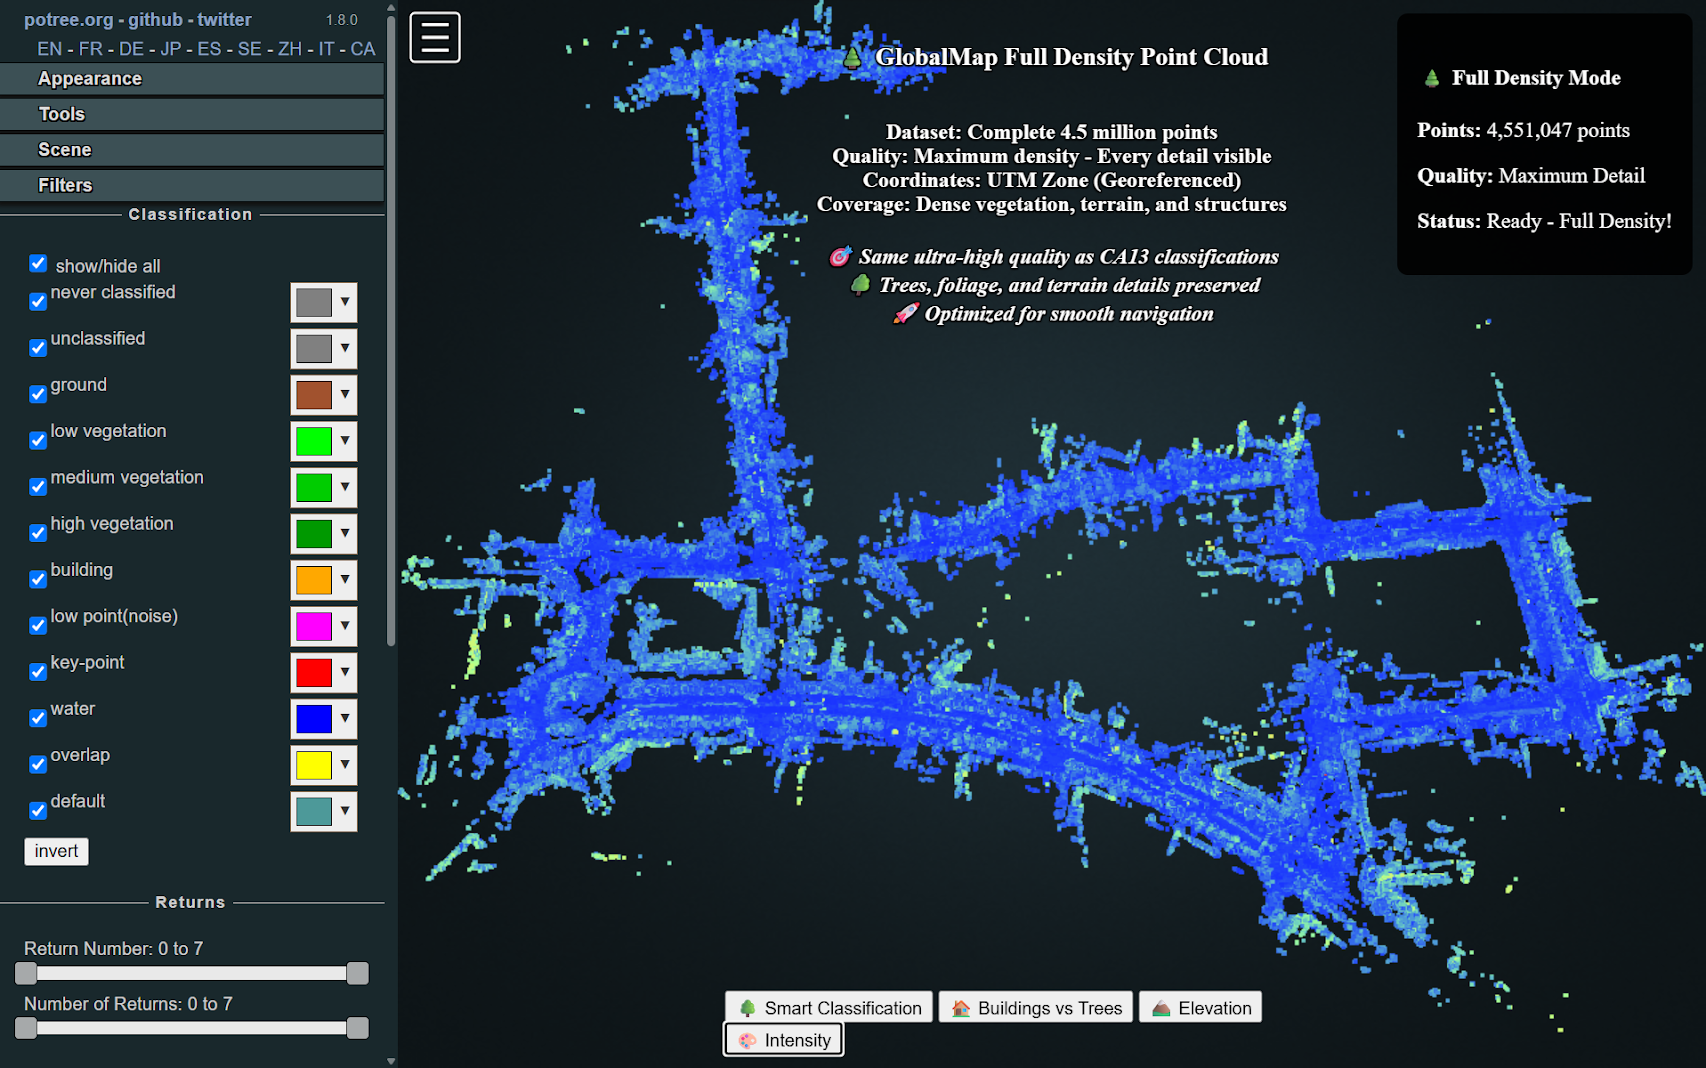 potree.org - github - twitter 1.8.0
EN - FR - DE - JP - ES - SE - ZH - IT - CA
Appearance
Tools
Scene
Filters
Classification
show/hide all
never classified
unclassified
ground
low vegetation
medium vegetation
high vegetation
building
low point(noise)
key-point
water
overlap
default
invert
Returns
Return Number: 0 to 7
Number of Returns: 0 to 7
GlobalMap Full Density Point Cloud
Dataset: Complete 4.5 million points
Quality: Maximum density - Every detail visible
Coordinates: UTM Zone (Georeferenced)
Coverage: Dense vegetation, terrain, and structures
Same ultra-high quality as CA13 classifications
Trees, foliage, and terrain details preserved
Optimized for smooth navigation
Full Density Mode
Points: 4,551,047 points
Quality: Maximum Detail
Status: Ready - Full Density!
Smart Classification
Buildings vs Trees
Elevation
Intensity